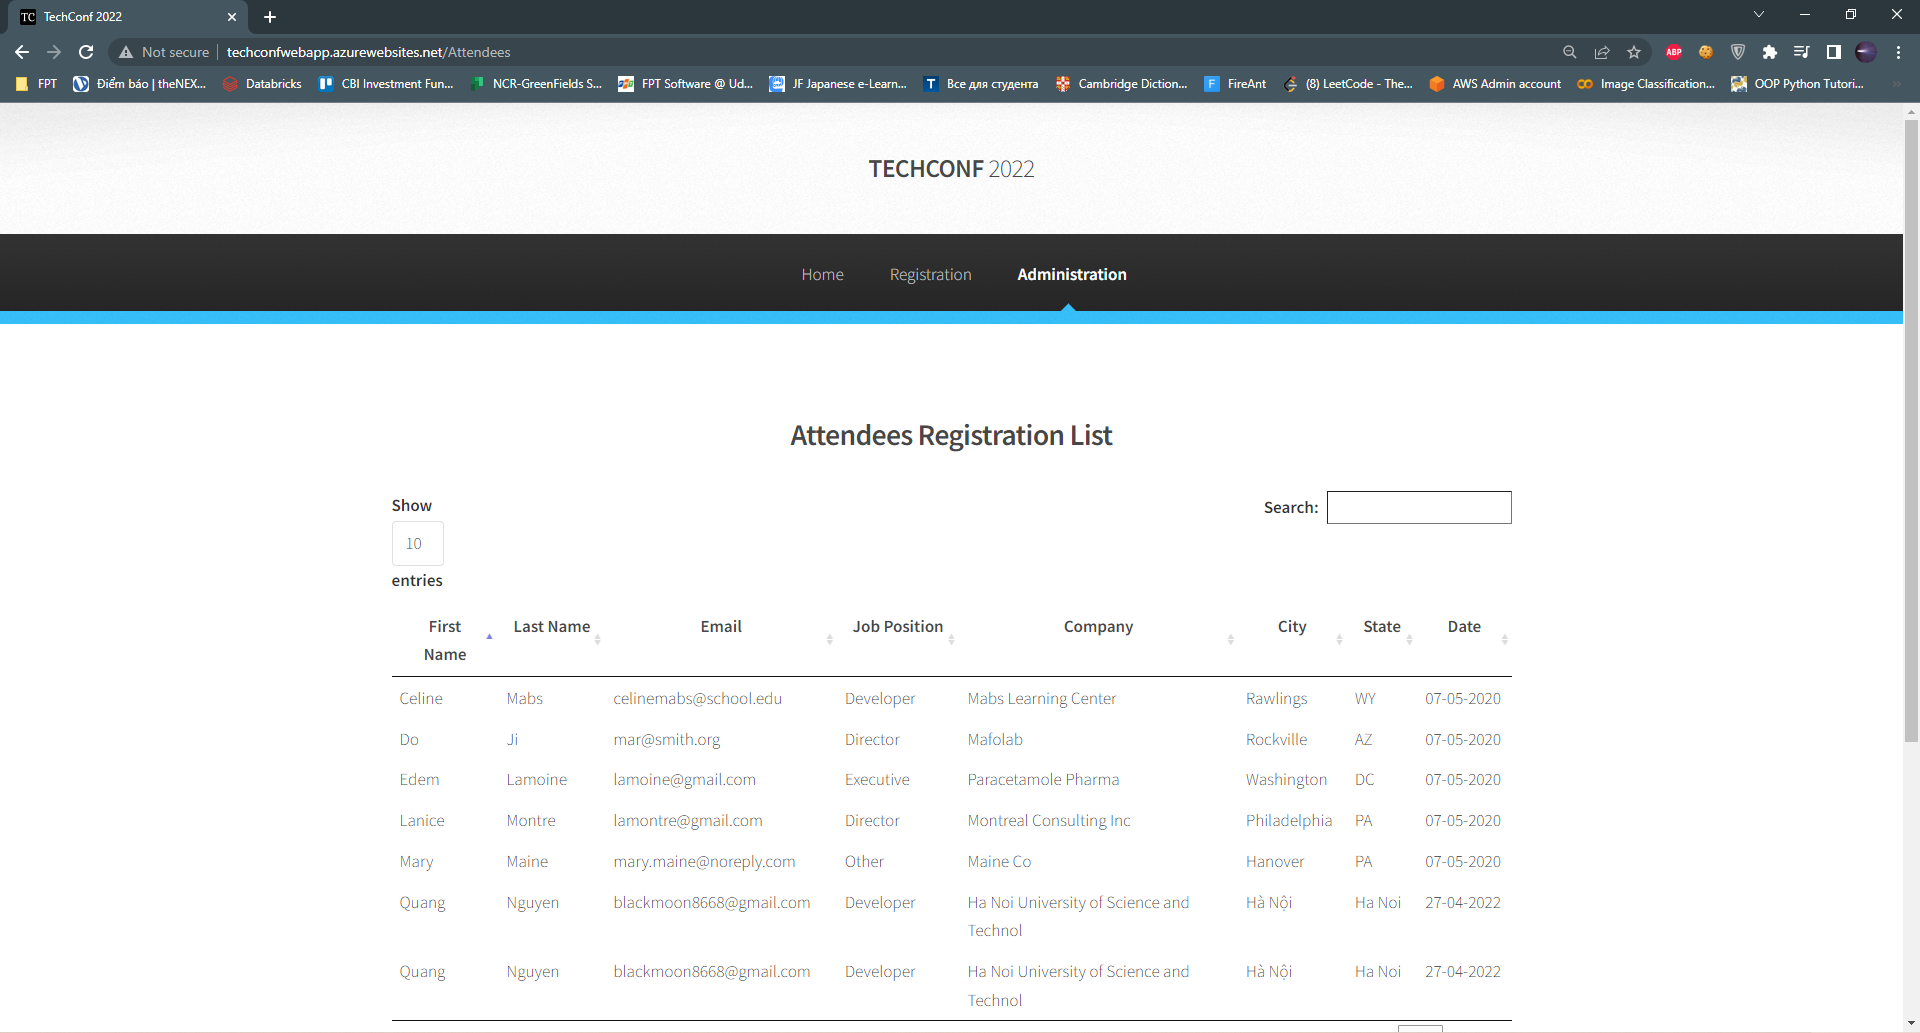 TC TechConf 2022
Not secure techconfwebapp.azurewebsites.net/Attendees
ABP
FPT Điểm báo | theNEX... Databricks CBI Investment Fun... NCR-GreenFields S... FPT Software @ Ud... JF Japanese e-Learn... T Все для студента Cambridge Diction... F FireAnt (8) LeetCode - The... AWS Admin account Image Classification... OOP Python Tutori...
TECHCONF 2022
Home Registration Administration
Attendees Registration List
Show
Search:
10
entries
First Name Last Name Email Job Position Company City State Date
Celine Mabs celinemabs@school.edu Developer Mabs Learning Center Rawlings WY 07-05-2020
Do Ji mar@smith.org Director Mafolab Rockville AZ 07-05-2020
Edem Lamoine lamoine@gmail.com Executive Paracetamole Pharma Washington DC 07-05-2020
Lanice Montre lamontre@gmail.com Director Montreal Consulting Inc Philadelphia PA 07-05-2020
Mary Maine mary.maine@noreply.com Other Maine Co Hanover PA 07-05-2020
Quang Nguyen blackmoon8668@gmail.com Developer Ha Noi University of Science and Hà Nội Ha Noi 27-04-2022
Technol
Quang Nguyen blackmoon8668@gmail.com Developer Ha Noi University of Science and Hà Nội Ha Noi 27-04-2022
Technol